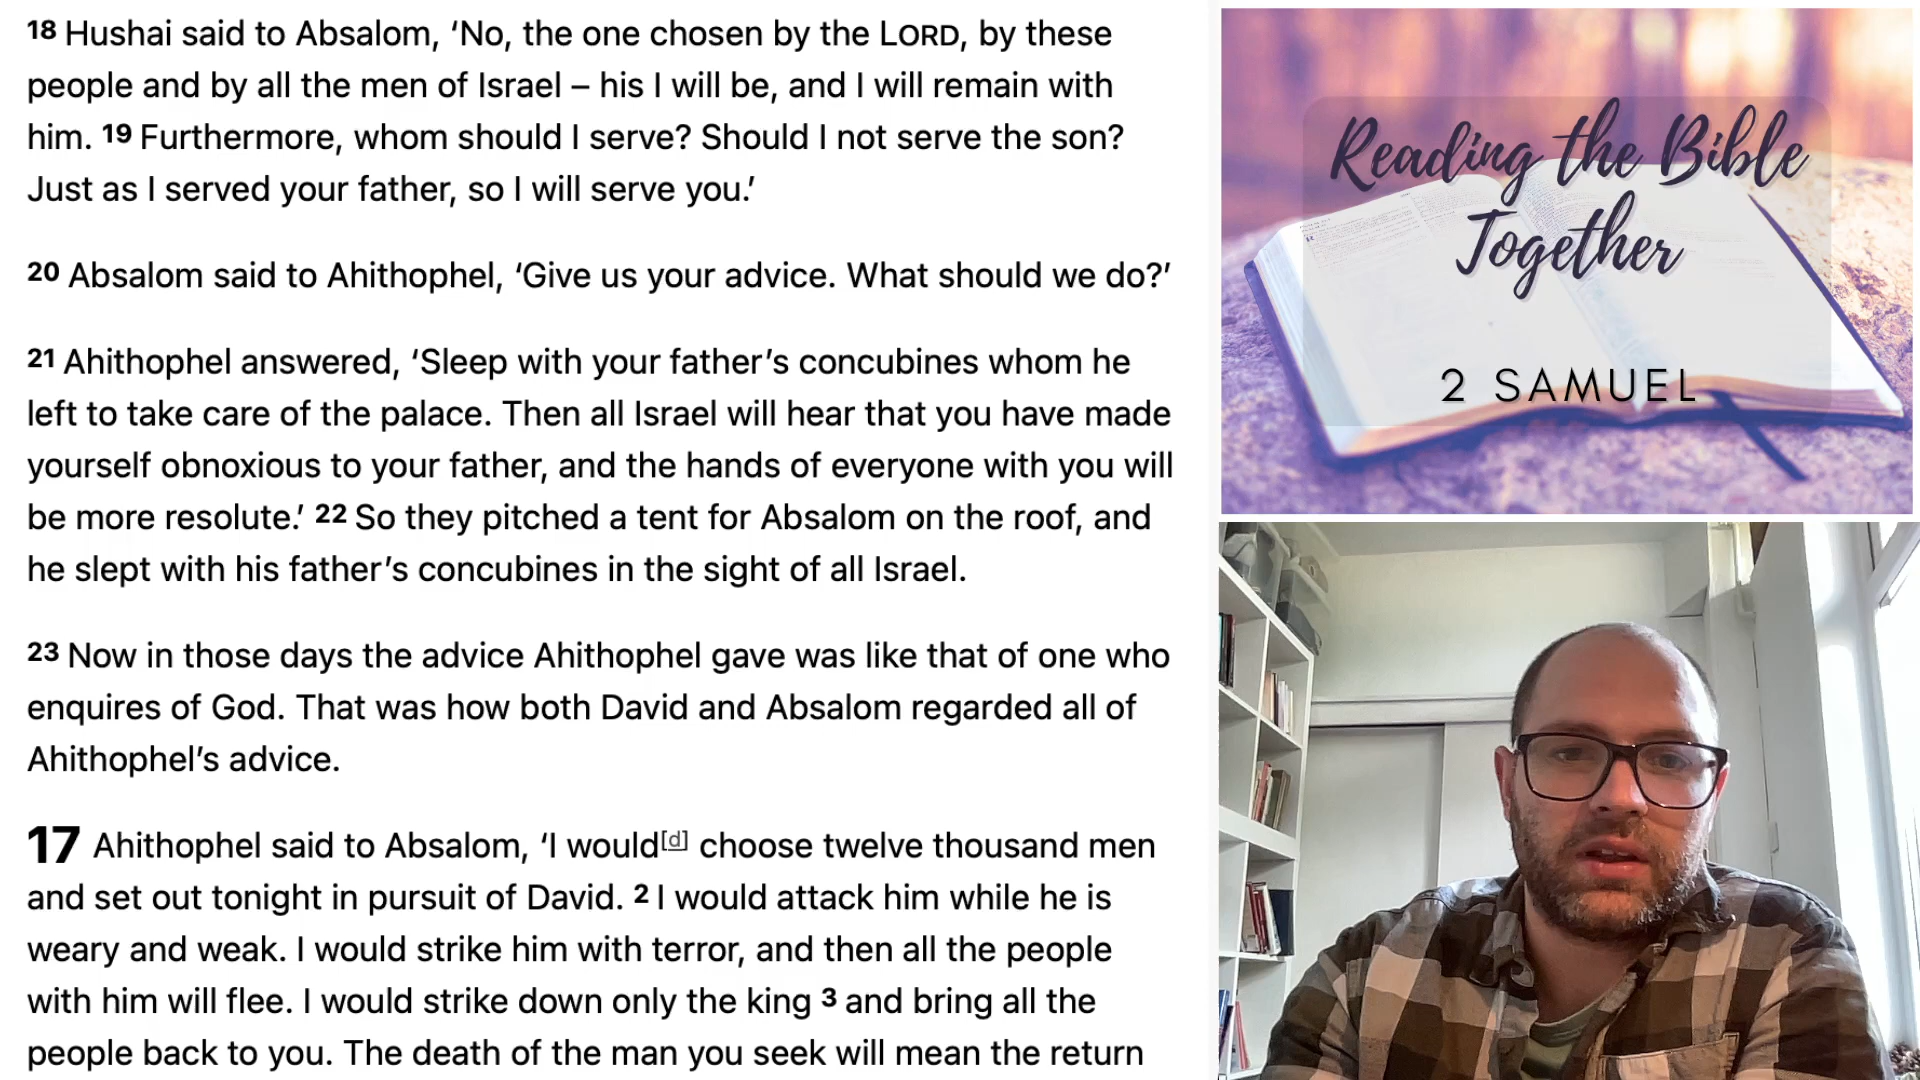 18 Hushai said to Absalom, ‘No, the one chosen by the LORD, by these
people and by all the men of Israel – his I will be, and I will remain with
him. 19 Furthermore, whom should I serve? Should I not serve the son?
Just as I served your father, so I will serve you.’
20 Absalom said to Ahithophel, ‘Give us your advice. What should we do?’
21 Ahithophel answered, ‘Sleep with your father’s concubines whom he
left to take care of the palace. Then all Israel will hear that you have made
yourself obnoxious to your father, and the hands of everyone with you will
be more resolute.’ 22 So they pitched a tent for Absalom on the roof, and
he slept with his father’s concubines in the sight of all Israel.
23 Now in those days the advice Ahithophel gave was like that of one who
enquires of God. That was how both David and Absalom regarded all of
Ahithophel’s advice.
17 Ahithophel said to Absalom, ‘I would[d] choose twelve thousand men
and set out tonight in pursuit of David. 2 I would attack him while he is
weary and weak. I would strike him with terror, and then all the people
with him will flee. I would strike down only the king 3 and bring all the
people back to you. The death of the man you seek will mean the return
Reading the Bible
Together
2 SAMUEL